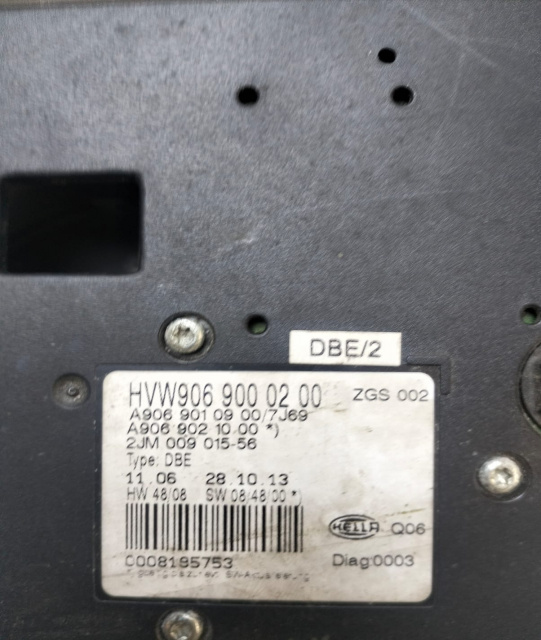 DBE/2
HVW906 900 02 00 ZGS 002
A906 901 09 00/7J69
A906 902 10 00 *)
2JM 009 015-56
Type: DBE
11.06 28.10.13
HW 48/08 SW 08/48/00 *)
HELLA Q06
0008195753 Diag:0003